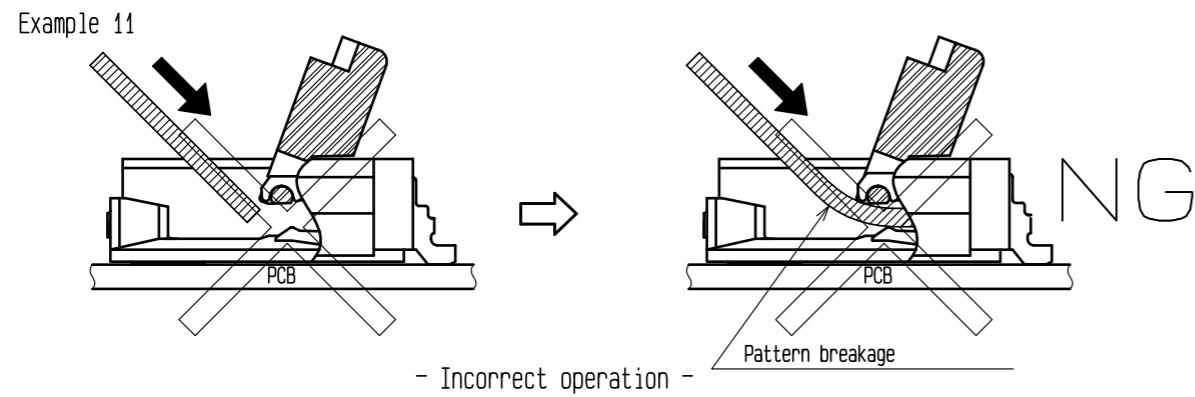 Example 11
NG
PCB
PCB
Pattern breakage
- Incorrect operation -